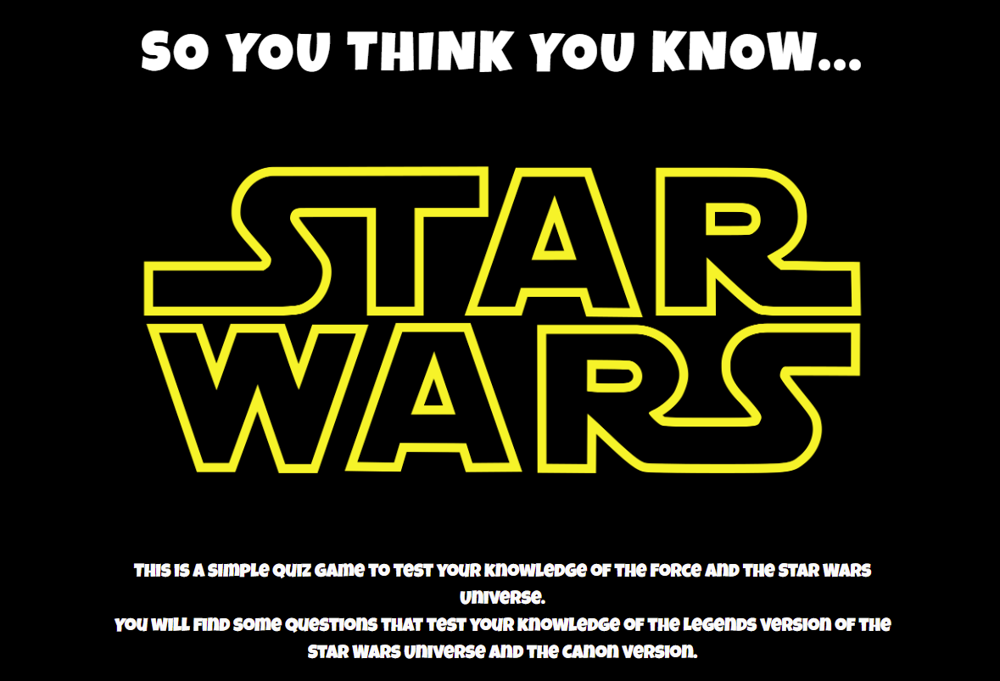 SO YOU THINK YOU KNOW...
STAR
WARS
THIS IS A SIMPLE QUIZ GAME TO TEST YOUR KNOWLEDGE OF THE FORCE AND THE STAR WARS
UNIVERSE.
YOU WILL FIND SOME QUESTIONS THAT TEST YOUR KNOWLEDGE OF THE LEGENDS VERSION OF THE
STAR WARS UNIVERSE AND THE CANON VERSION.